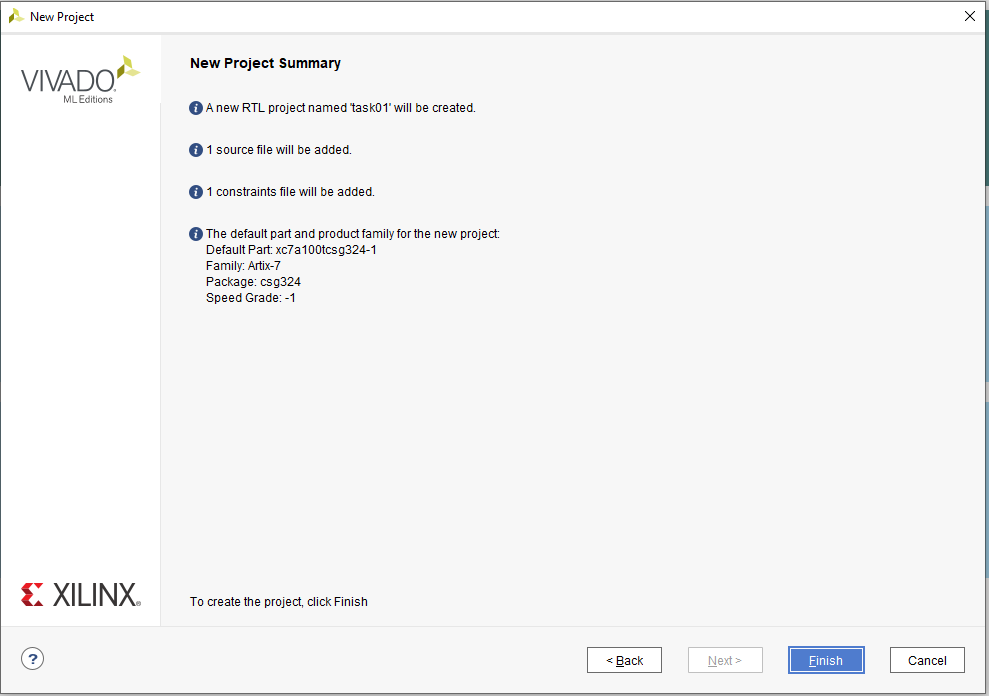 New Project
VIVADO
ML Editions
New Project Summary
A new RTL project named 'task01' will be created.
1 source file will be added.
1 constraints file will be added.
The default part and product family for the new project:
Default Part: xc7a100tcsg324-1
Family: Artix-7
Package: csg324
Speed Grade: -1
XILINX
To create the project, click Finish
?
< Back
Next >
Finish
Cancel